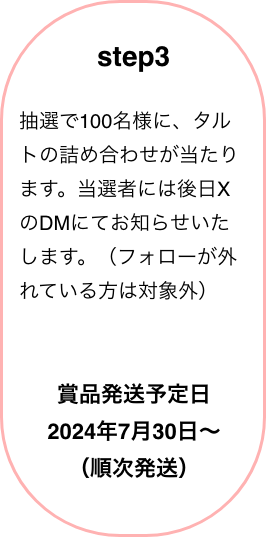 step3
抽選で100名様に、タル
トの詰め合わせが当たり
ます。当選者には後日X
のDMにてお知らせいた
します。（フォローが外
れている方は対象外）
賞品発送予定日
2024年7月30日〜
（順次発送）